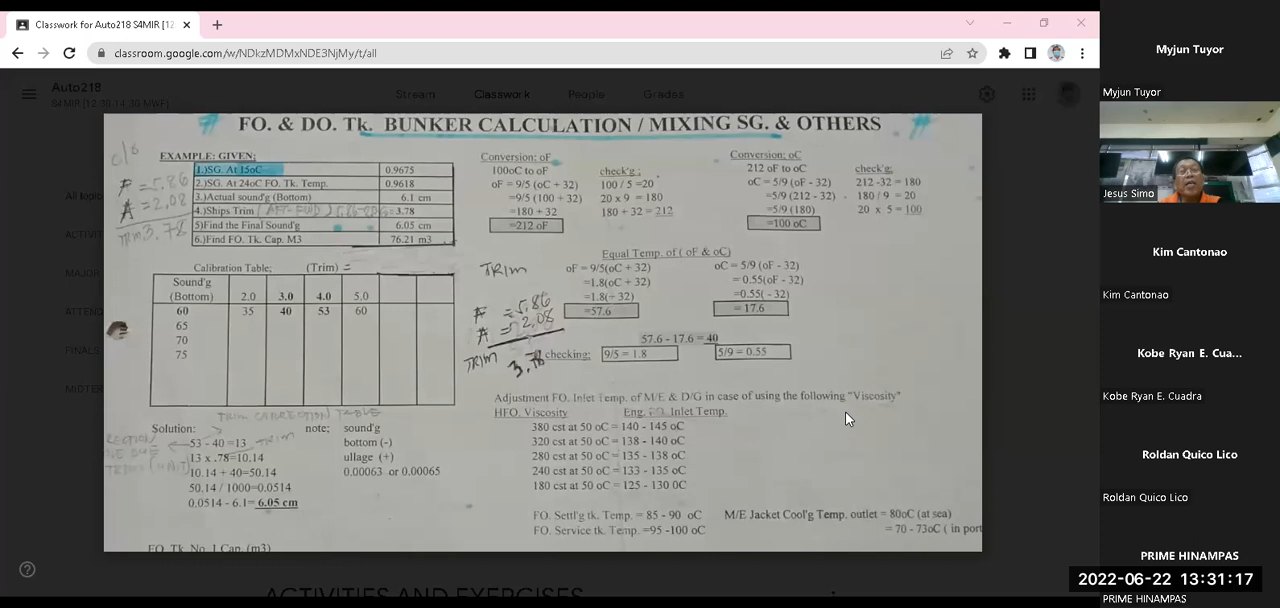 Classwork for Auto218 S4MIR [12
classroom.google.com/w/NDkzMDMxNDE3NjMy/t/all
Auto218
S4MIR [12.30-14.30 MWF]
Stream
Classwork
People
Grades
FO. & DO. Tk. BUNKER CALCULATION / MIXING SG. & OTHERS
EXAMPLE: GIVEN;
1.)SG. At 15oC 0.9675
2.)SG. At 24oC FO. Tk. Temp. 0.9618
3.)Actual sound'g (Bottom) 6.1 cm
4.)Ships Trim (AFT-FWD) =3.78
5)Find the Final Sound'g 6.05 cm
6.)Find FO. Tk. Cap. M3 76.21 m3
F = 5.86
A = 2.08
TRIM 3.78
Calibration Table; (Trim) =
Sound'g
(Bottom) 2.0 3.0 4.0 5.0
60 35 40 53 60
65
70
75
TRIM CABRECTION TABLE
Solution: note; sound'g
53 - 40 =13 TRIM bottom (-)
13 x .78=10.14 ullage (+)
10.14 + 40=50.14 0.00063 or 0.00065
50.14 / 1000=0.0514
0.0514 - 6.1= 6.05 cm
FO. Tk No. 1 Cap. (m3)
Conversion: oF
100oC to oF
oF = 9/5 (oC + 32)
=9/5 (100 + 32)
=180 + 32
=212 oF
check'g ;
100 / 5 =20
20 x 9 = 180
180 + 32 = 212
Conversion: oC
212 oF to oC
oC = 5/9 (oF - 32)
=5/9 (212 - 32)
=5/9 (180)
=100 oC
check'g:
212 -32 = 180
180 / 9 = 20
20 x 5 = 100
Equal Temp. of ( oF & oC)
oF = 9/5(oC + 32)
=1.8(oC + 32)
=1.8(+ 32)
=57.6
oC = 5/9 (oF - 32)
= 0.55(oF - 32)
=0.55( - 32)
= 17.6
TRIM
F = 5.86
A = 2.08
TRIM 3.78
57.6 - 17.6 = 40
checking: 9/5 = 1.8 5/9 = 0.55
Adjustment FO. Inlet Temp. of M/E & D/G in case of using the following "Viscosity"
HFO. Viscosity Eng. FO. Inlet Temp.
380 cst at 50 oC = 140 - 145 oC
320 cst at 50 oC = 138 - 140 oC
280 cst at 50 oC = 135 - 138 oC
240 cst at 50 oC = 133 - 135 oC
180 cst at 50 oC = 125 - 130 0C
FO. Settl'g tk. Temp. = 85 - 90 oC M/E Jacket Cool'g Temp. outlet = 80oC (at sea)
FO. Service tk. Temp =95 -100 oC = 70 - 73oC ( in port
ACTIVITIES AND EXERCISES
Myjun Tuyor
Myjun Tuyor
Jesus Simo
Kim Cantonao
Kim Cantonao
Kobe Ryan E. Cua...
Kobe Ryan E. Cuadra
Roldan Quico Lico
Roldan Quico Lico
PRIME HINAMPAS
2022-06-22 13:31:17
PRIME HINAMPAS